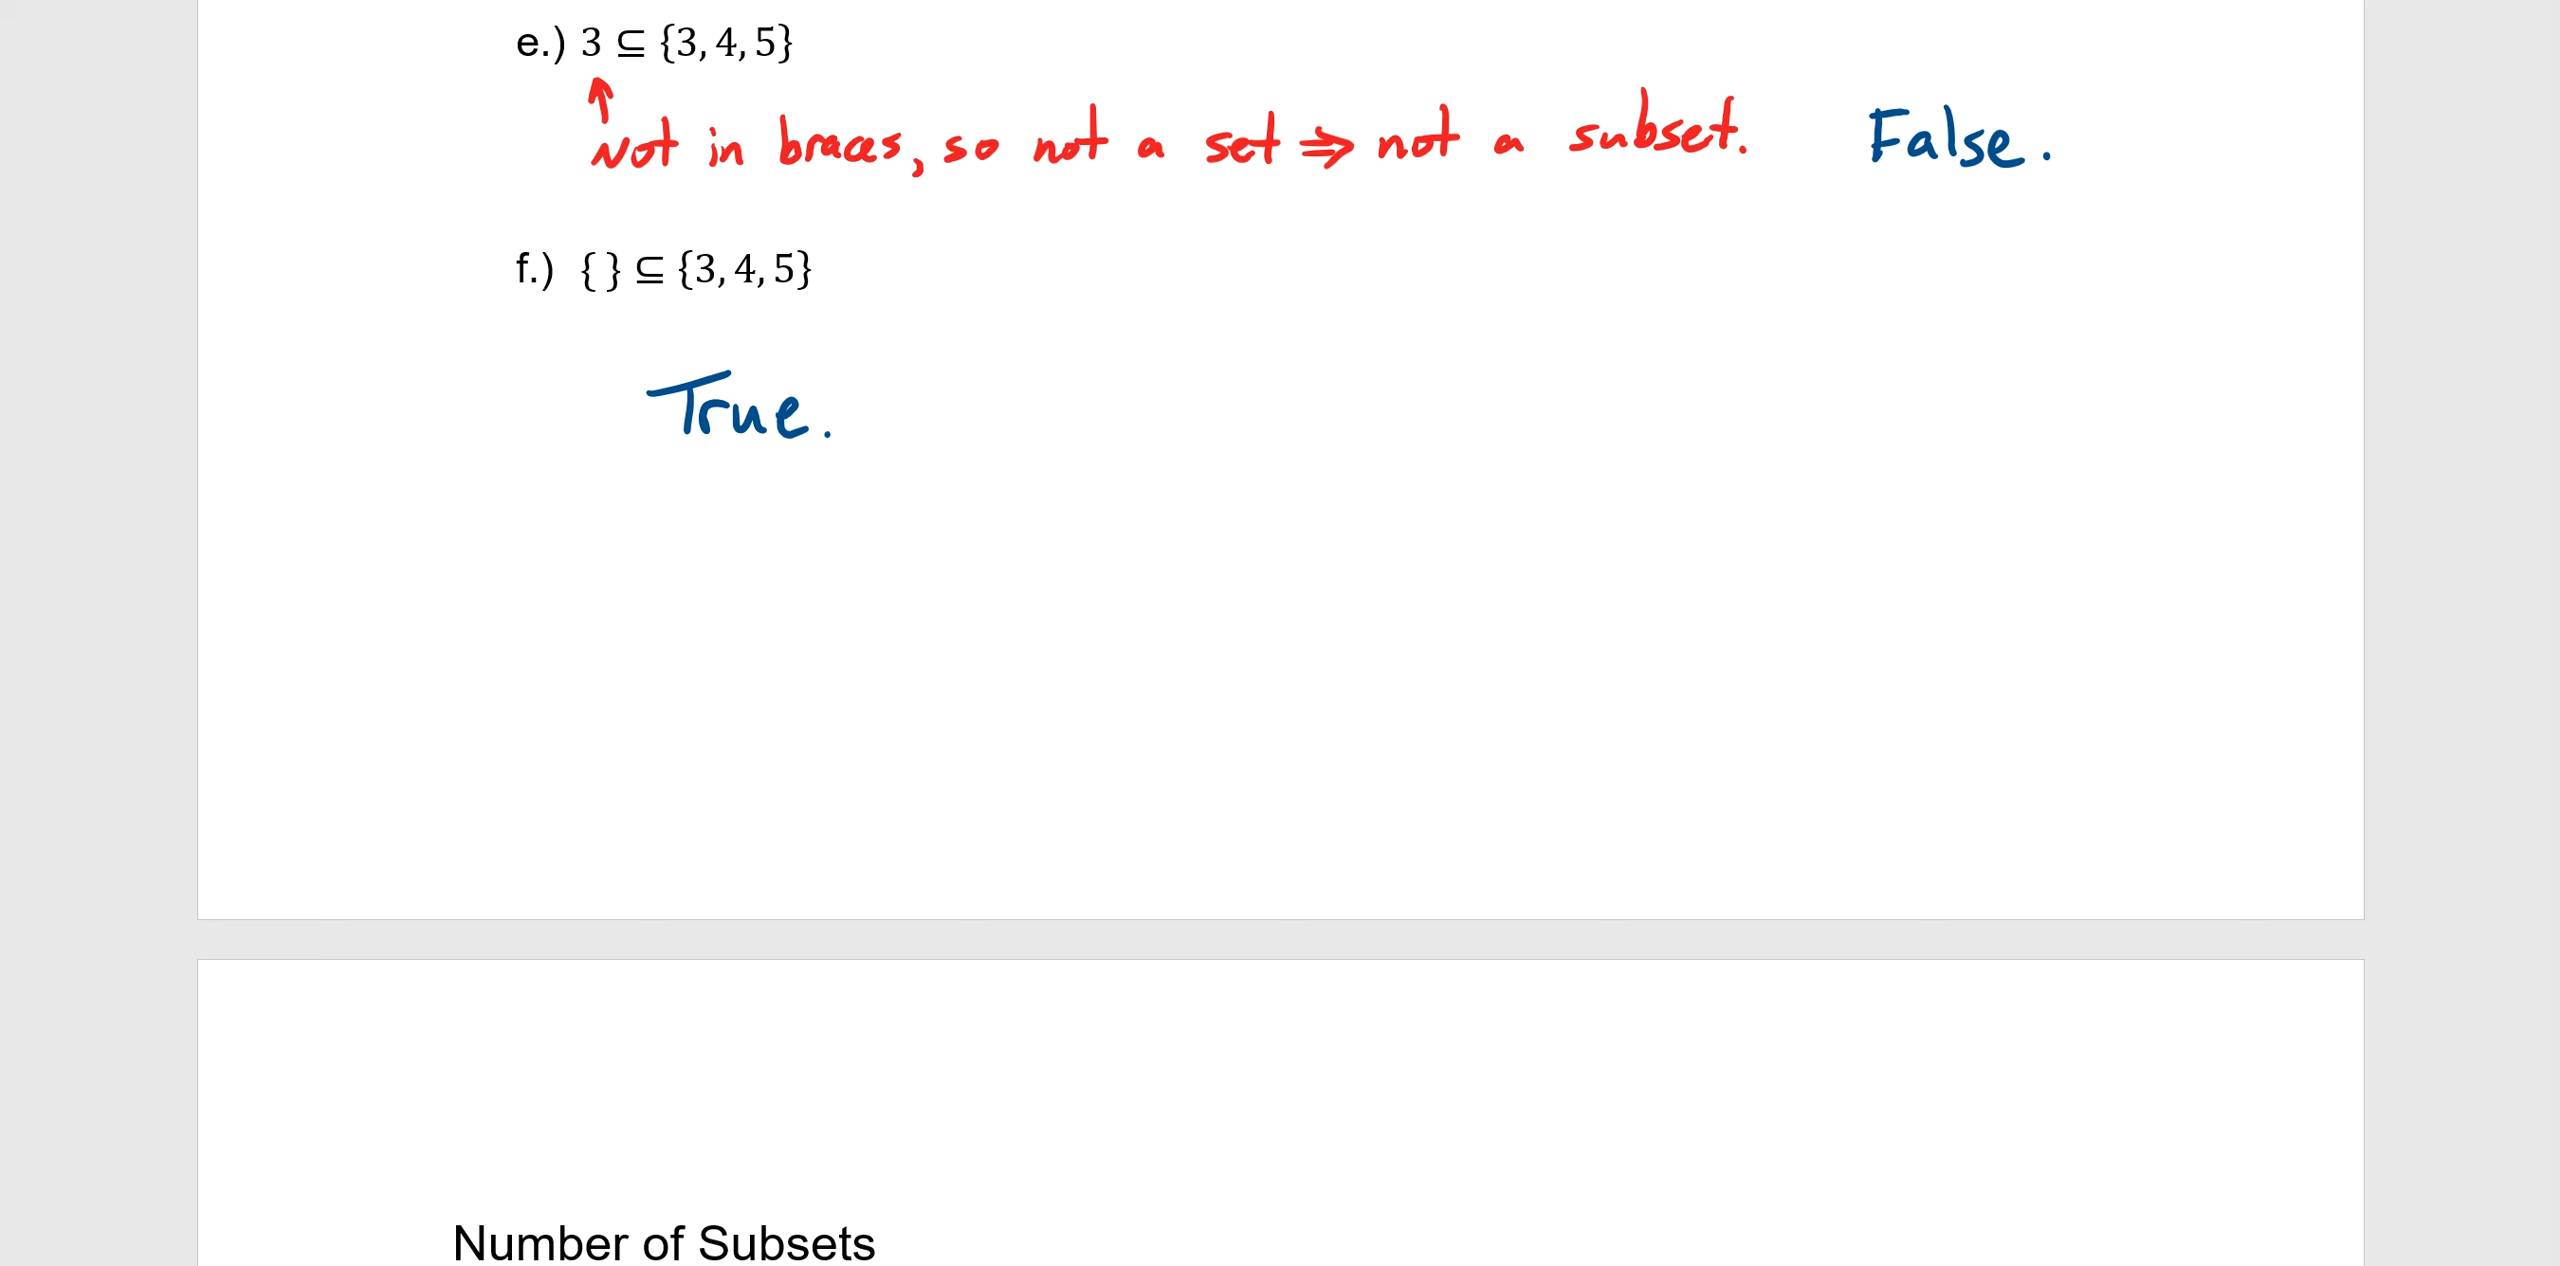 e.) 3 ⊆ {3, 4, 5}
↑
Not in braces, so not a set ⇒ not a subset. False.
f.) { } ⊆ {3, 4, 5}
True.
Number of Subsets